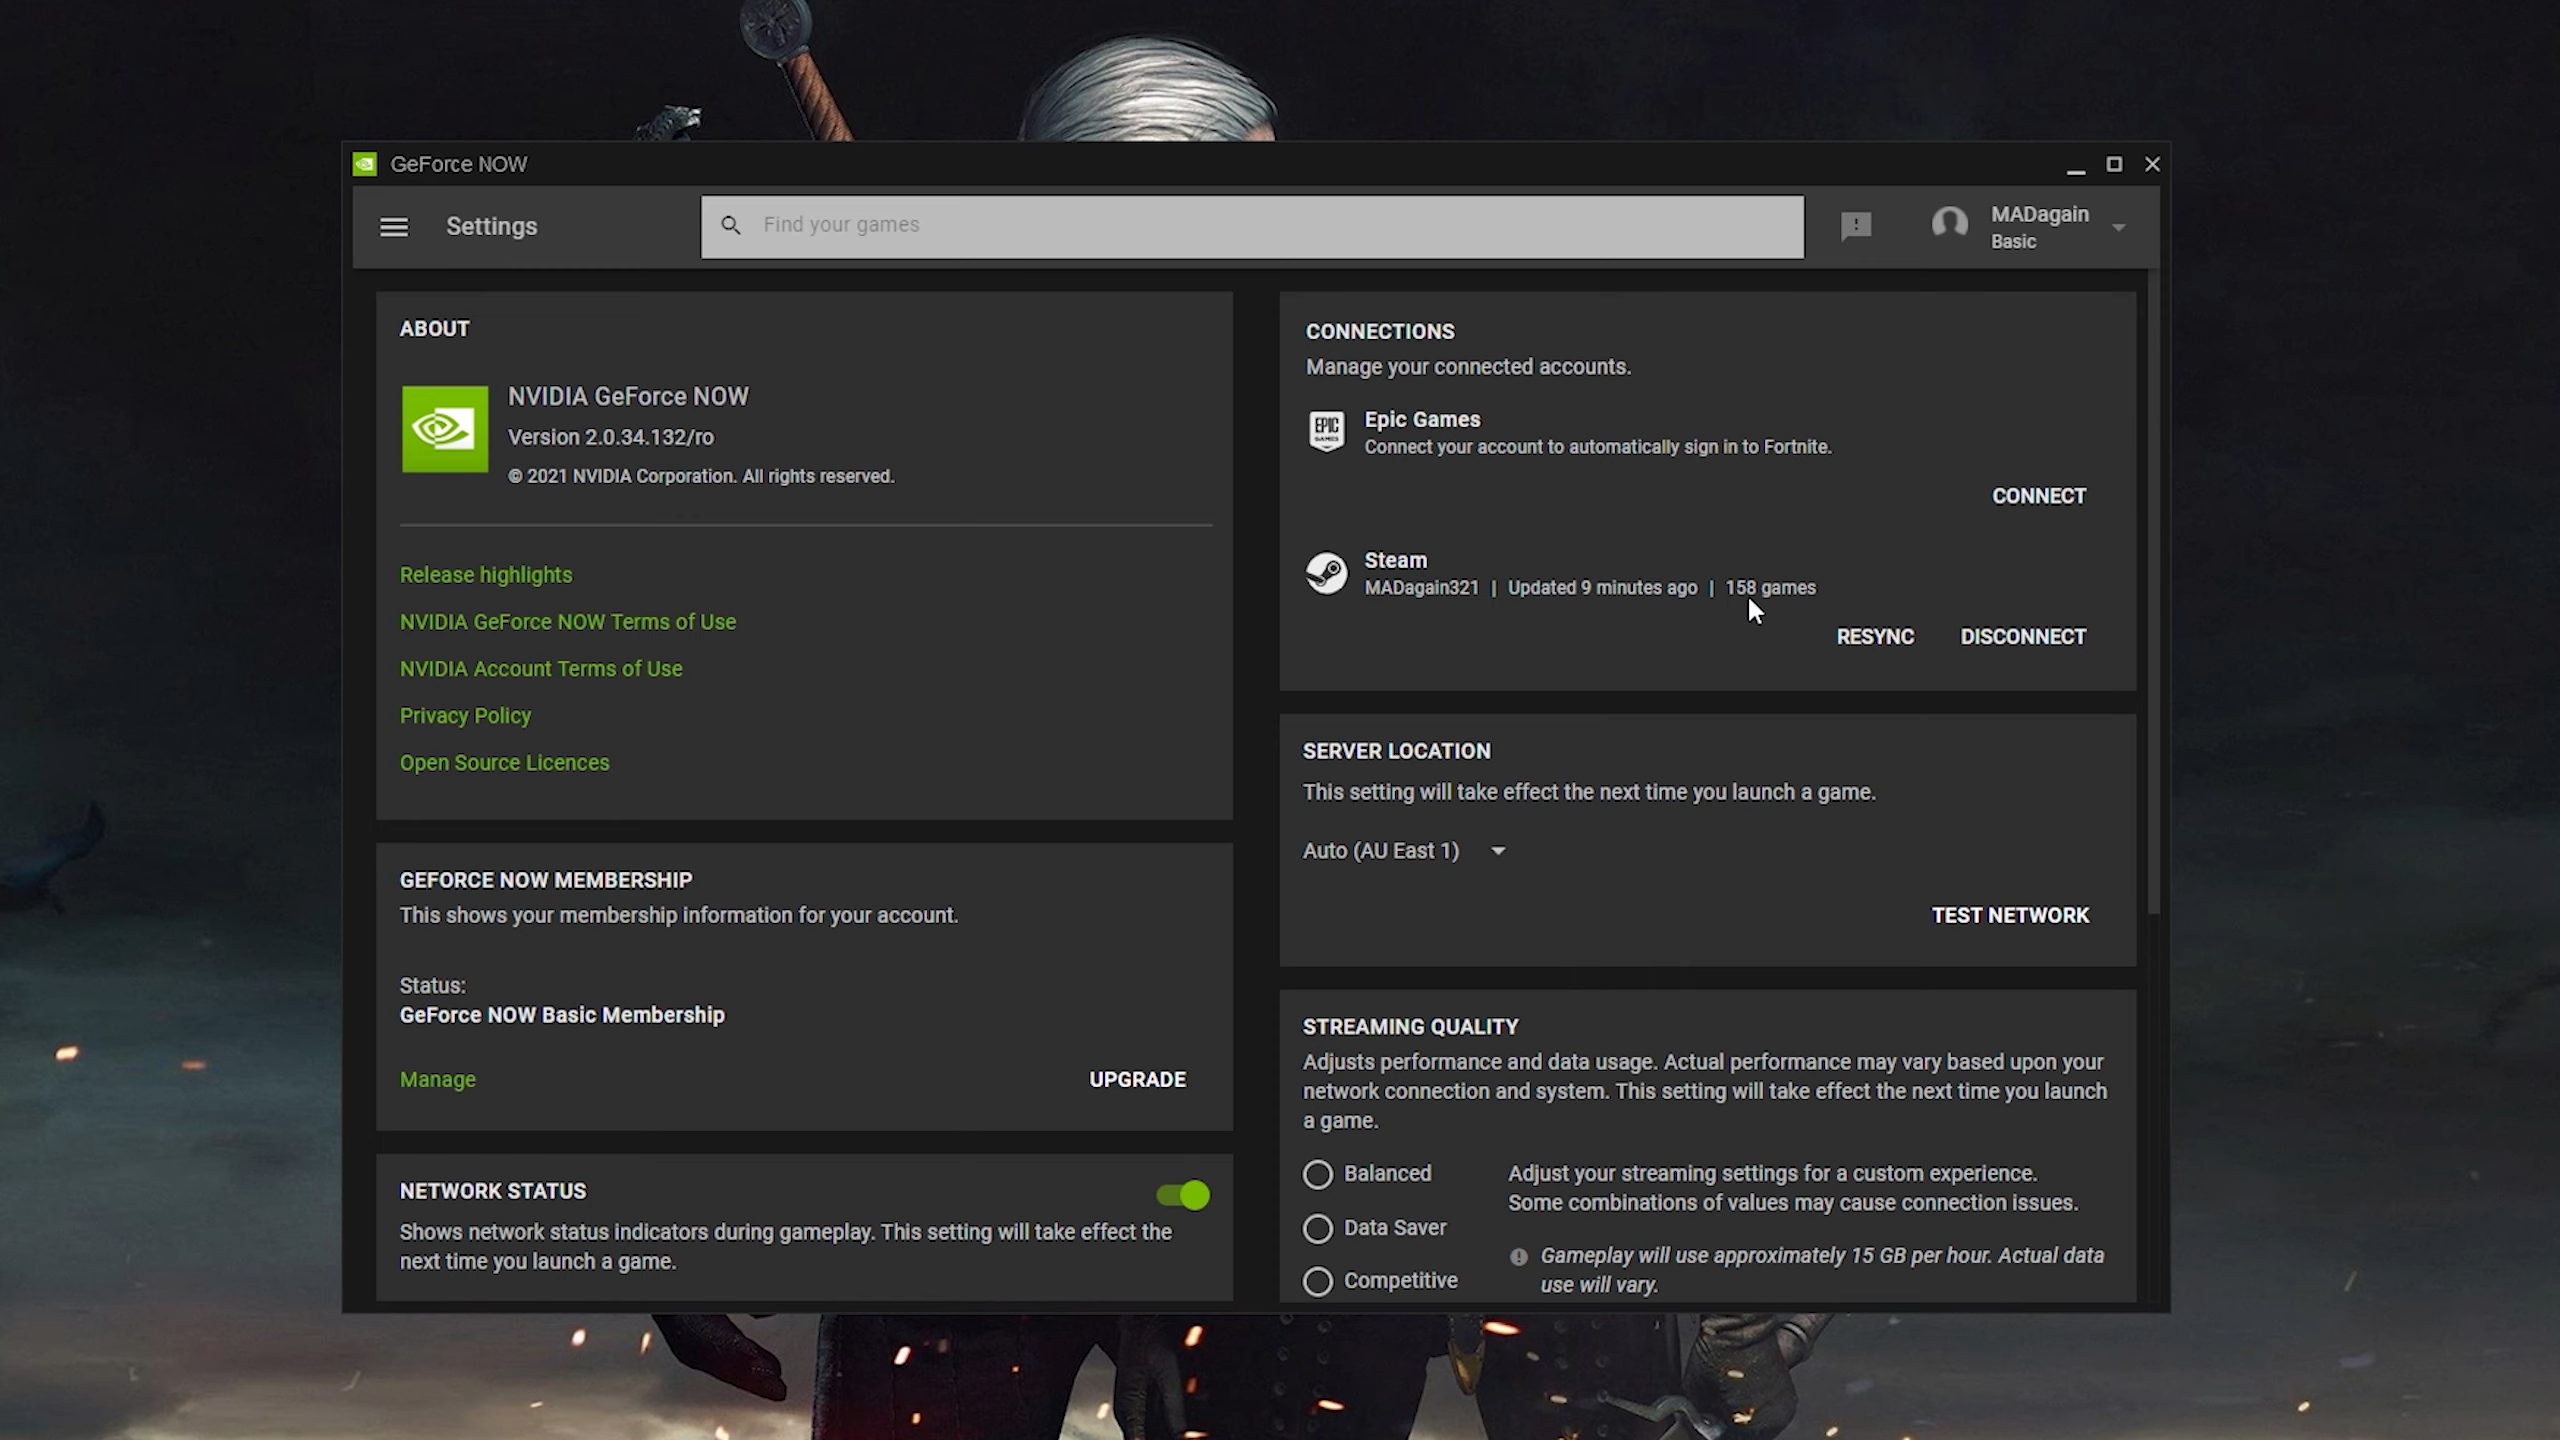 GeForce NOW
Settings
Find your games
MADagain
Basic
ABOUT
NVIDIA GeForce NOW
Version 2.0.34.132/ro
© 2021 NVIDIA Corporation. All rights reserved.
Release highlights
NVIDIA GeForce NOW Terms of Use
NVIDIA Account Terms of Use
Privacy Policy
Open Source Licences
GEFORCE NOW MEMBERSHIP
This shows your membership information for your account.
Status:
GeForce NOW Basic Membership
Manage
UPGRADE
NETWORK STATUS
Shows network status indicators during gameplay. This setting will take effect the
next time you launch a game.
CONNECTIONS
Manage your connected accounts.
EPIC
GAMES
Epic Games
Connect your account to automatically sign in to Fortnite.
CONNECT
Steam
MADagain321 | Updated 9 minutes ago | 158 games
RESYNC DISCONNECT
SERVER LOCATION
This setting will take effect the next time you launch a game.
Auto (AU East 1)
TEST NETWORK
STREAMING QUALITY
Adjusts performance and data usage. Actual performance may vary based upon your
network connection and system. This setting will take effect the next time you launch
a game.
Balanced
Data Saver
Competitive
Adjust your streaming settings for a custom experience.
Some combinations of values may cause connection issues.
Gameplay will use approximately 15 GB per hour. Actual data
use will vary.